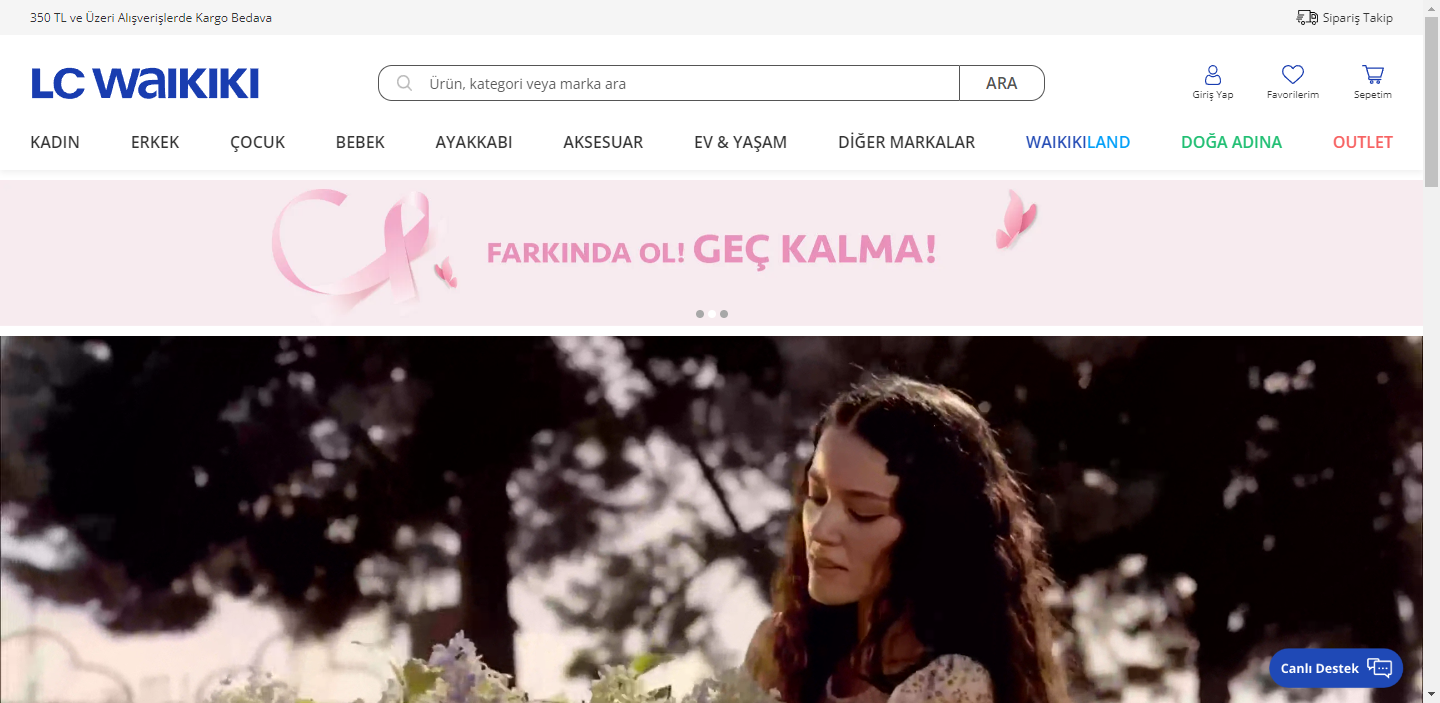 350 TL ve Üzeri Alışverişlerde Kargo Bedava
Sipariş Takip
LC WAIKIKI
Ürün, kategori veya marka ara
ARA
Giriş Yap
Favorilerim
Sepetim
KADIN
ERKEK
ÇOCUK
BEBEK
AYAKKABI
AKSESUAR
EV & YAŞAM
DİĞER MARKALAR
WAIKIKILAND
DOĞA ADINA
OUTLET
FARKINDA OL! GEÇ KALMA!
Canlı Destek